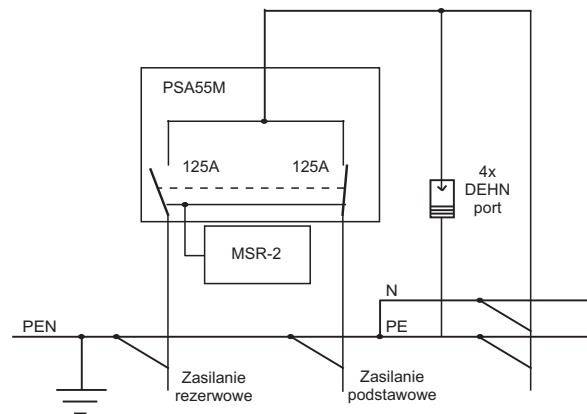 PSA55M
125A
125A
4x
DEHN
port
MSR-2
N
PEN
PE
Zasilanie
rezerwowe
Zasilanie
podstawowe